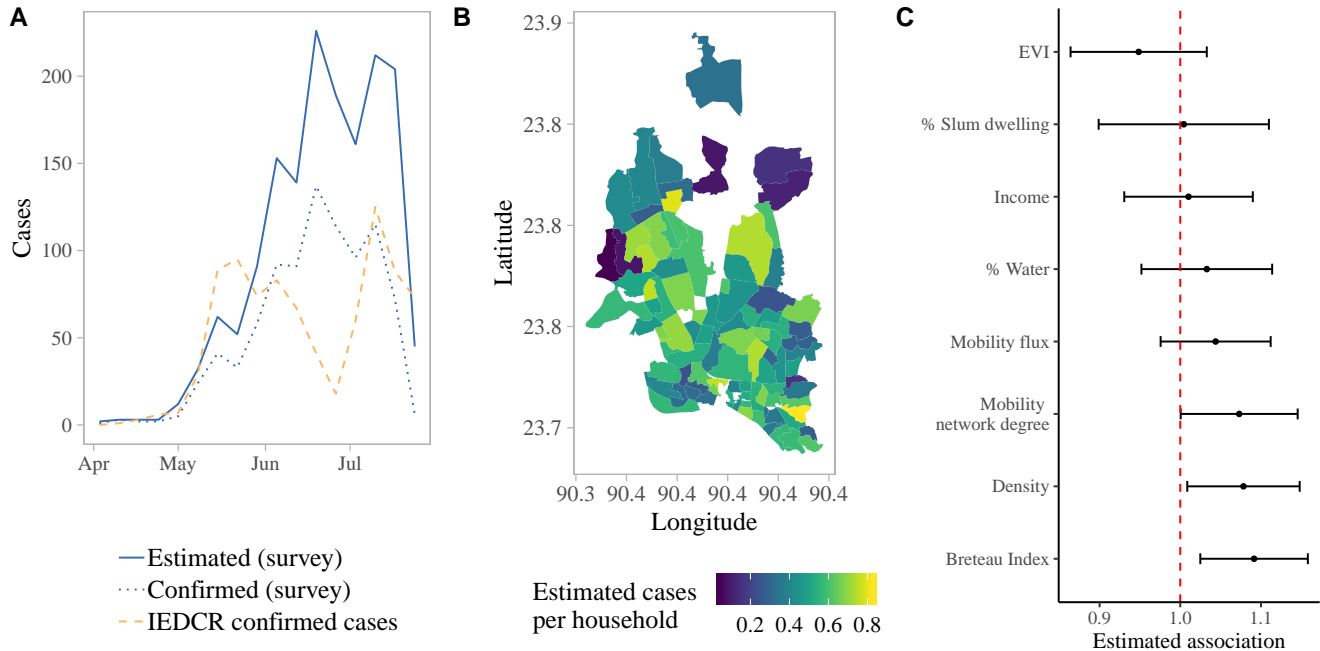 A
200
150
100
50
0
Cases
Apr May Jun Jul
Estimated (survey)
Confirmed (survey)
IEDCR confirmed cases
B
23.9
23.8
23.8
23.8
23.7
Latitude
90.3 90.4 90.4 90.4 90.4 90.4
Longitude
Estimated cases
per household
0.2 0.4 0.6 0.8
C
EVI
% Slum dwelling
Income
% Water
Mobility flux
Mobility
network degree
Density
Breteau Index
0.9 1.0 1.1
Estimated association